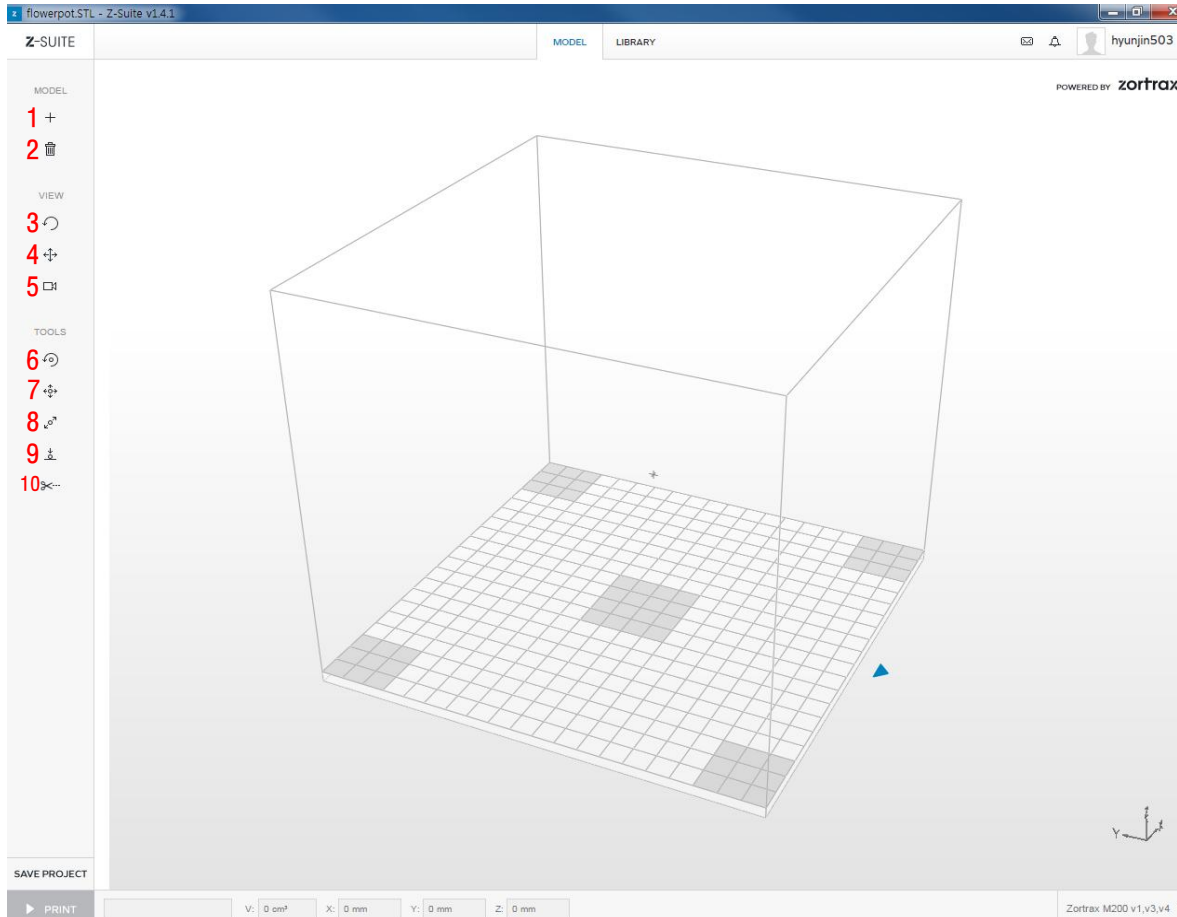 flowerpot.STL - Z-Suite v1.4.1
Z-SUITE
MODEL
LIBRARY
hyunjin503
POWERED BY zortrax
MODEL
1
2
VIEW
3
4
5
TOOLS
6
7
8
9
10
Y
SAVE PROJECT
PRINT
V: 0 cm³ X: 0 mm Y: 0 mm Z: 0 mm
Zortrax M200 v1,v3,v4